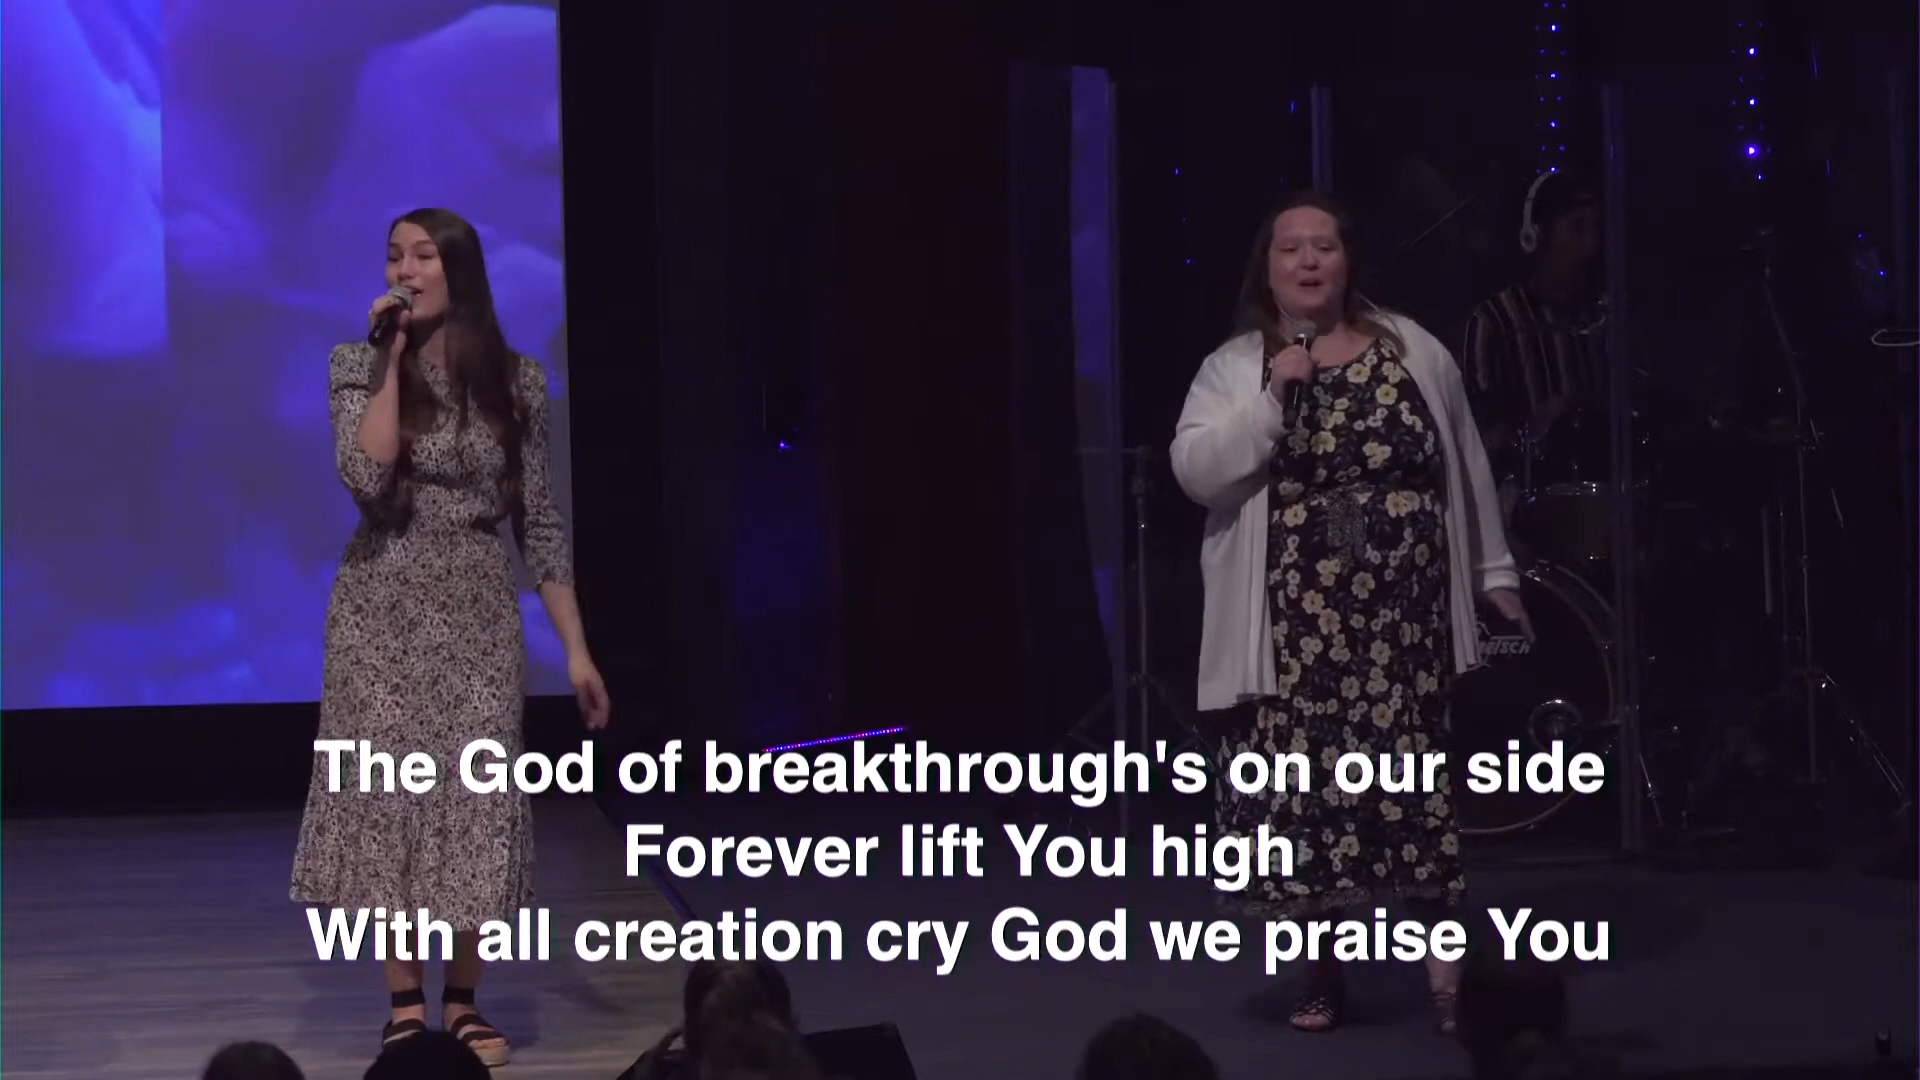 The God of breakthrough's on our side
Forever lift You high
With all creation cry God we praise You